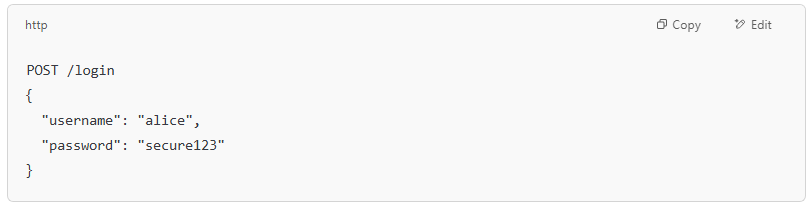 http
Copy
Edit
POST /login
{
"username": "alice",
"password": "secure123"
}